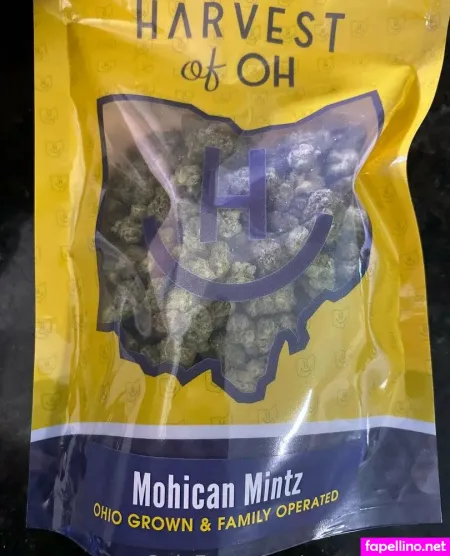 HARVEST
of OH
H
Mohican Mintz
OHIO GROWN & FAMILY OPERATED
fapellino.net